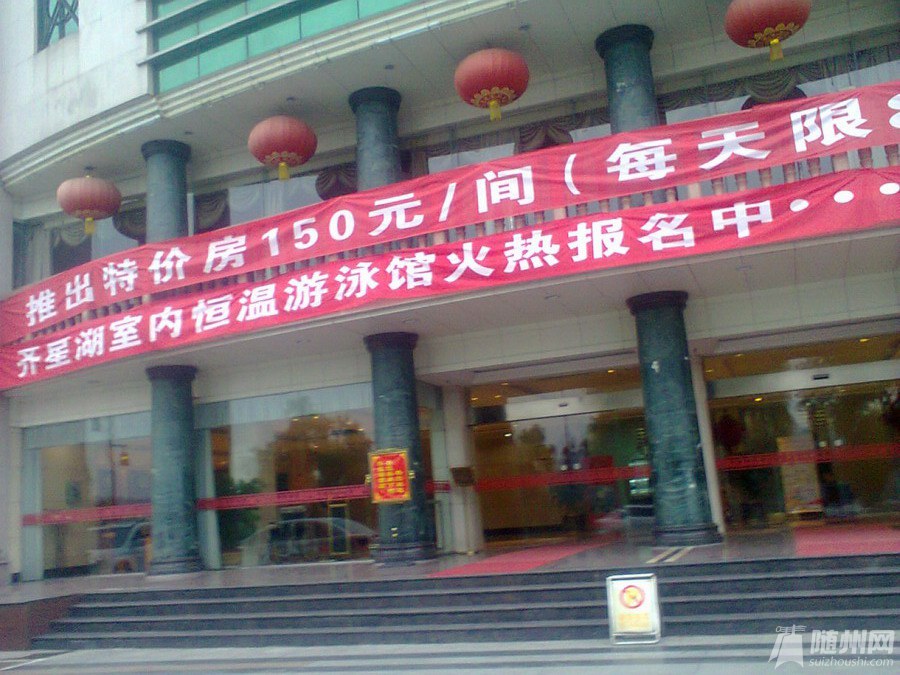 推出特价房150元/间(每天限
齐星湖室内恒温游泳馆火热报名中·····
随州网
suizhoushi.com